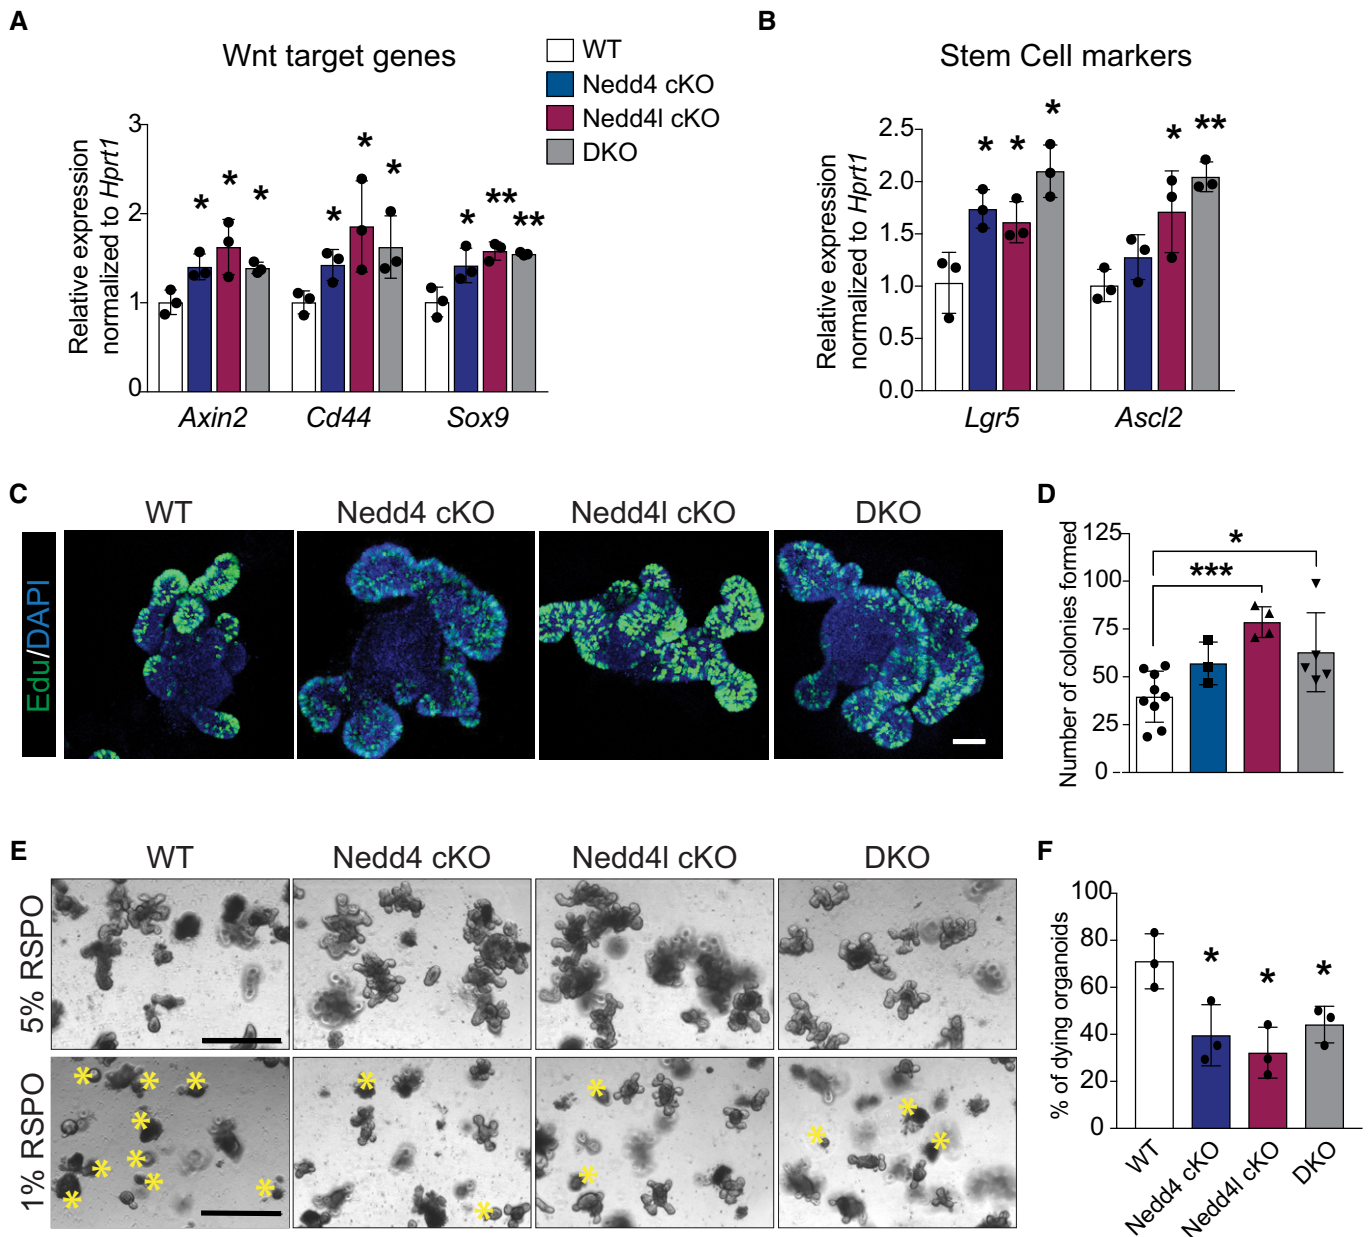 A
Wnt target genes
WT
Nedd4 cKO
Nedd4l cKO
DKO
Relative expression
normalized to Hprt1
3
2
1
0
* * *
* * *
* ** **
Axin2 Cd44 Sox9
B
Stem Cell markers
Relative expression
normalized to Hprt1
2.5
2.0
1.5
1.0
0.5
0.0
* * *
* **
Lgr5 Ascl2
C
WT Nedd4 cKO Nedd4l cKO DKO
Edu/DAPI
D
Number of colonies formed
125
100
75
50
25
0
*
***
E
WT Nedd4 cKO Nedd4l cKO DKO
5% RSPO
1% RSPO
F
% of dying organoids
100
80
60
40
20
0
* * *
WT Nedd4 cKO Nedd4l cKO DKO